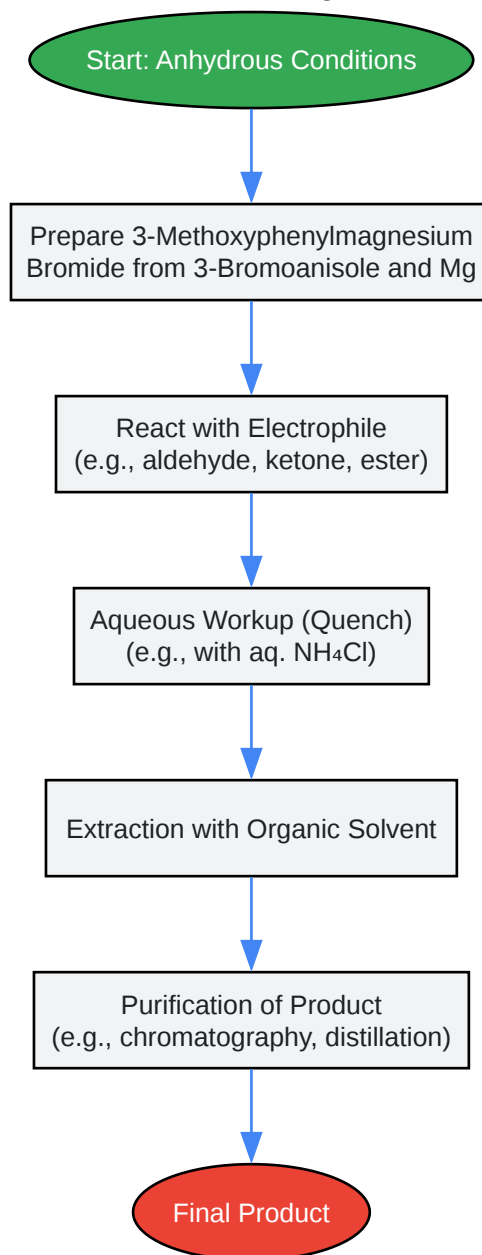 Start: Anhydrous Conditions
Prepare 3-Methoxyphenylmagnesium
Bromide from 3-Bromoanisole and Mg
React with Electrophile
(e.g., aldehyde, ketone, ester)
Aqueous Workup (Quench)
(e.g., with aq. NH₄Cl)
Extraction with Organic Solvent
Purification of Product
(e.g., chromatography, distillation)
Final Product